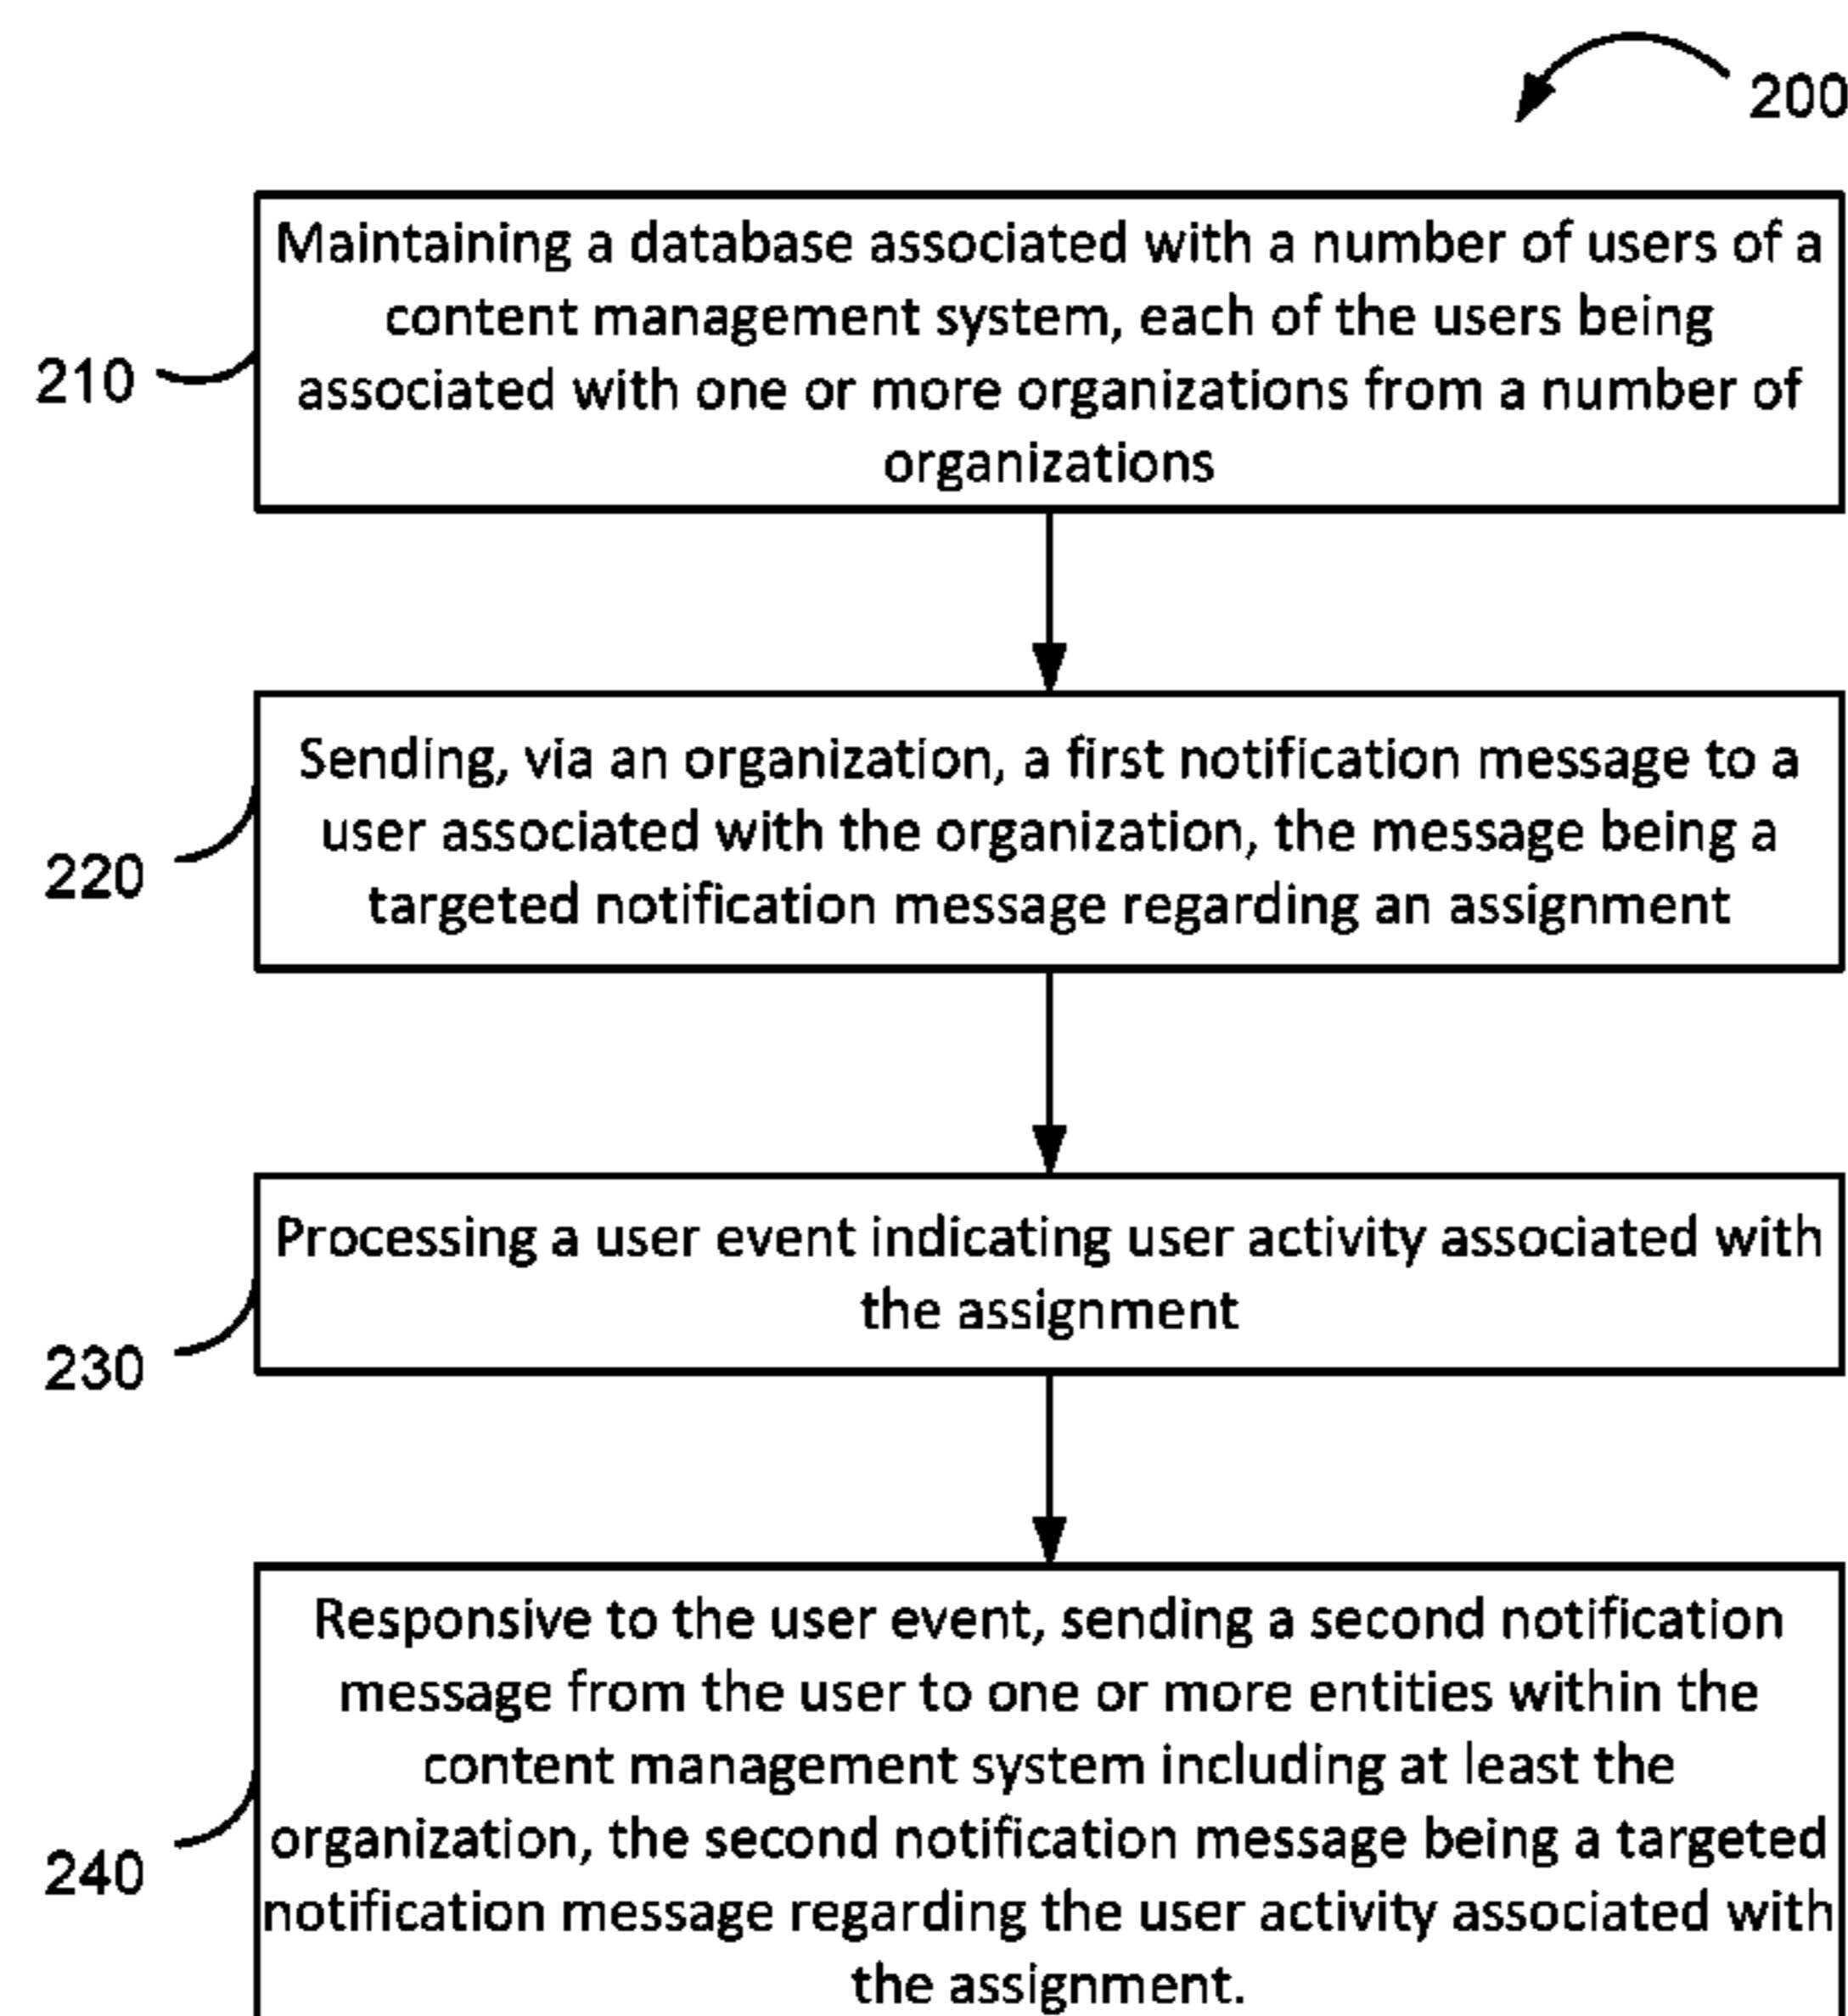 200
Maintaining a database associated with a number of users of a
content management system, each of the users being
associated with one or more organizations from a number of
organizations
210
Sending, via an organization, a first notification message to a
user associated with the organization, the message being a
targeted notification message regarding an assignment
220
Processing a user event indicating user activity associated with
the assignment
230
Responsive to the user event, sending a second notification
message from the user to one or more entities within the
content management system including at least the
organization, the second notification message being a targeted
notification message regarding the user activity associated with
the assignment.
240